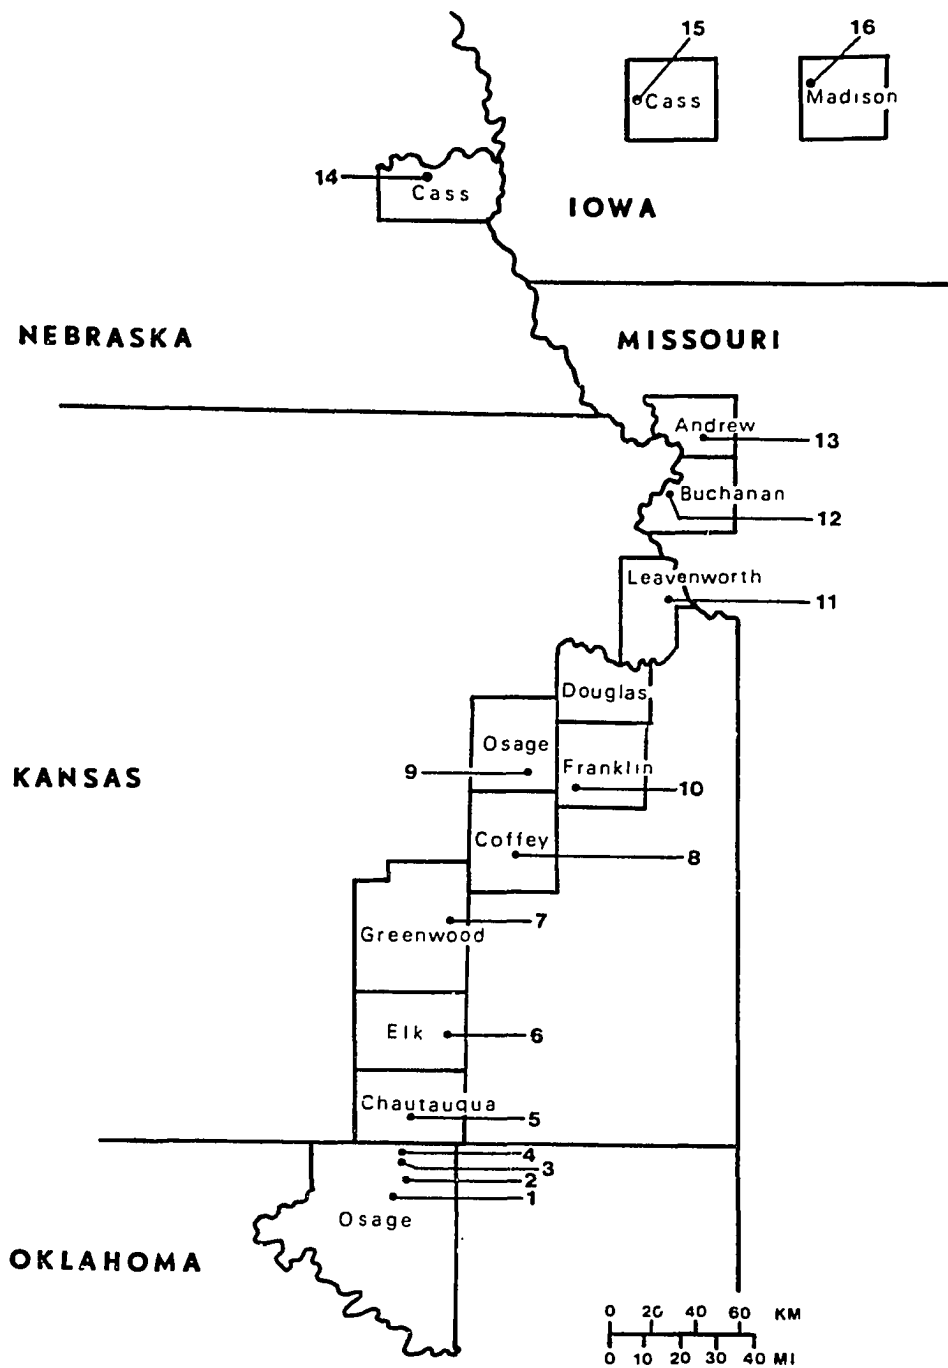 15
16
Cass
Madison
14
Cass
IOWA
NEBRASKA
MISSOURI
Andrew
13
Buchanan
12
Leavenworth
11
Douglas
Osage
9
Franklin
10
KANSAS
Coffey
8
7
Greenwood
Elk
6
Chautauqua
5
4
3
2
1
Osage
OKLAHOMA
0 20 40 60 KM
0 10 20 30 40 MI